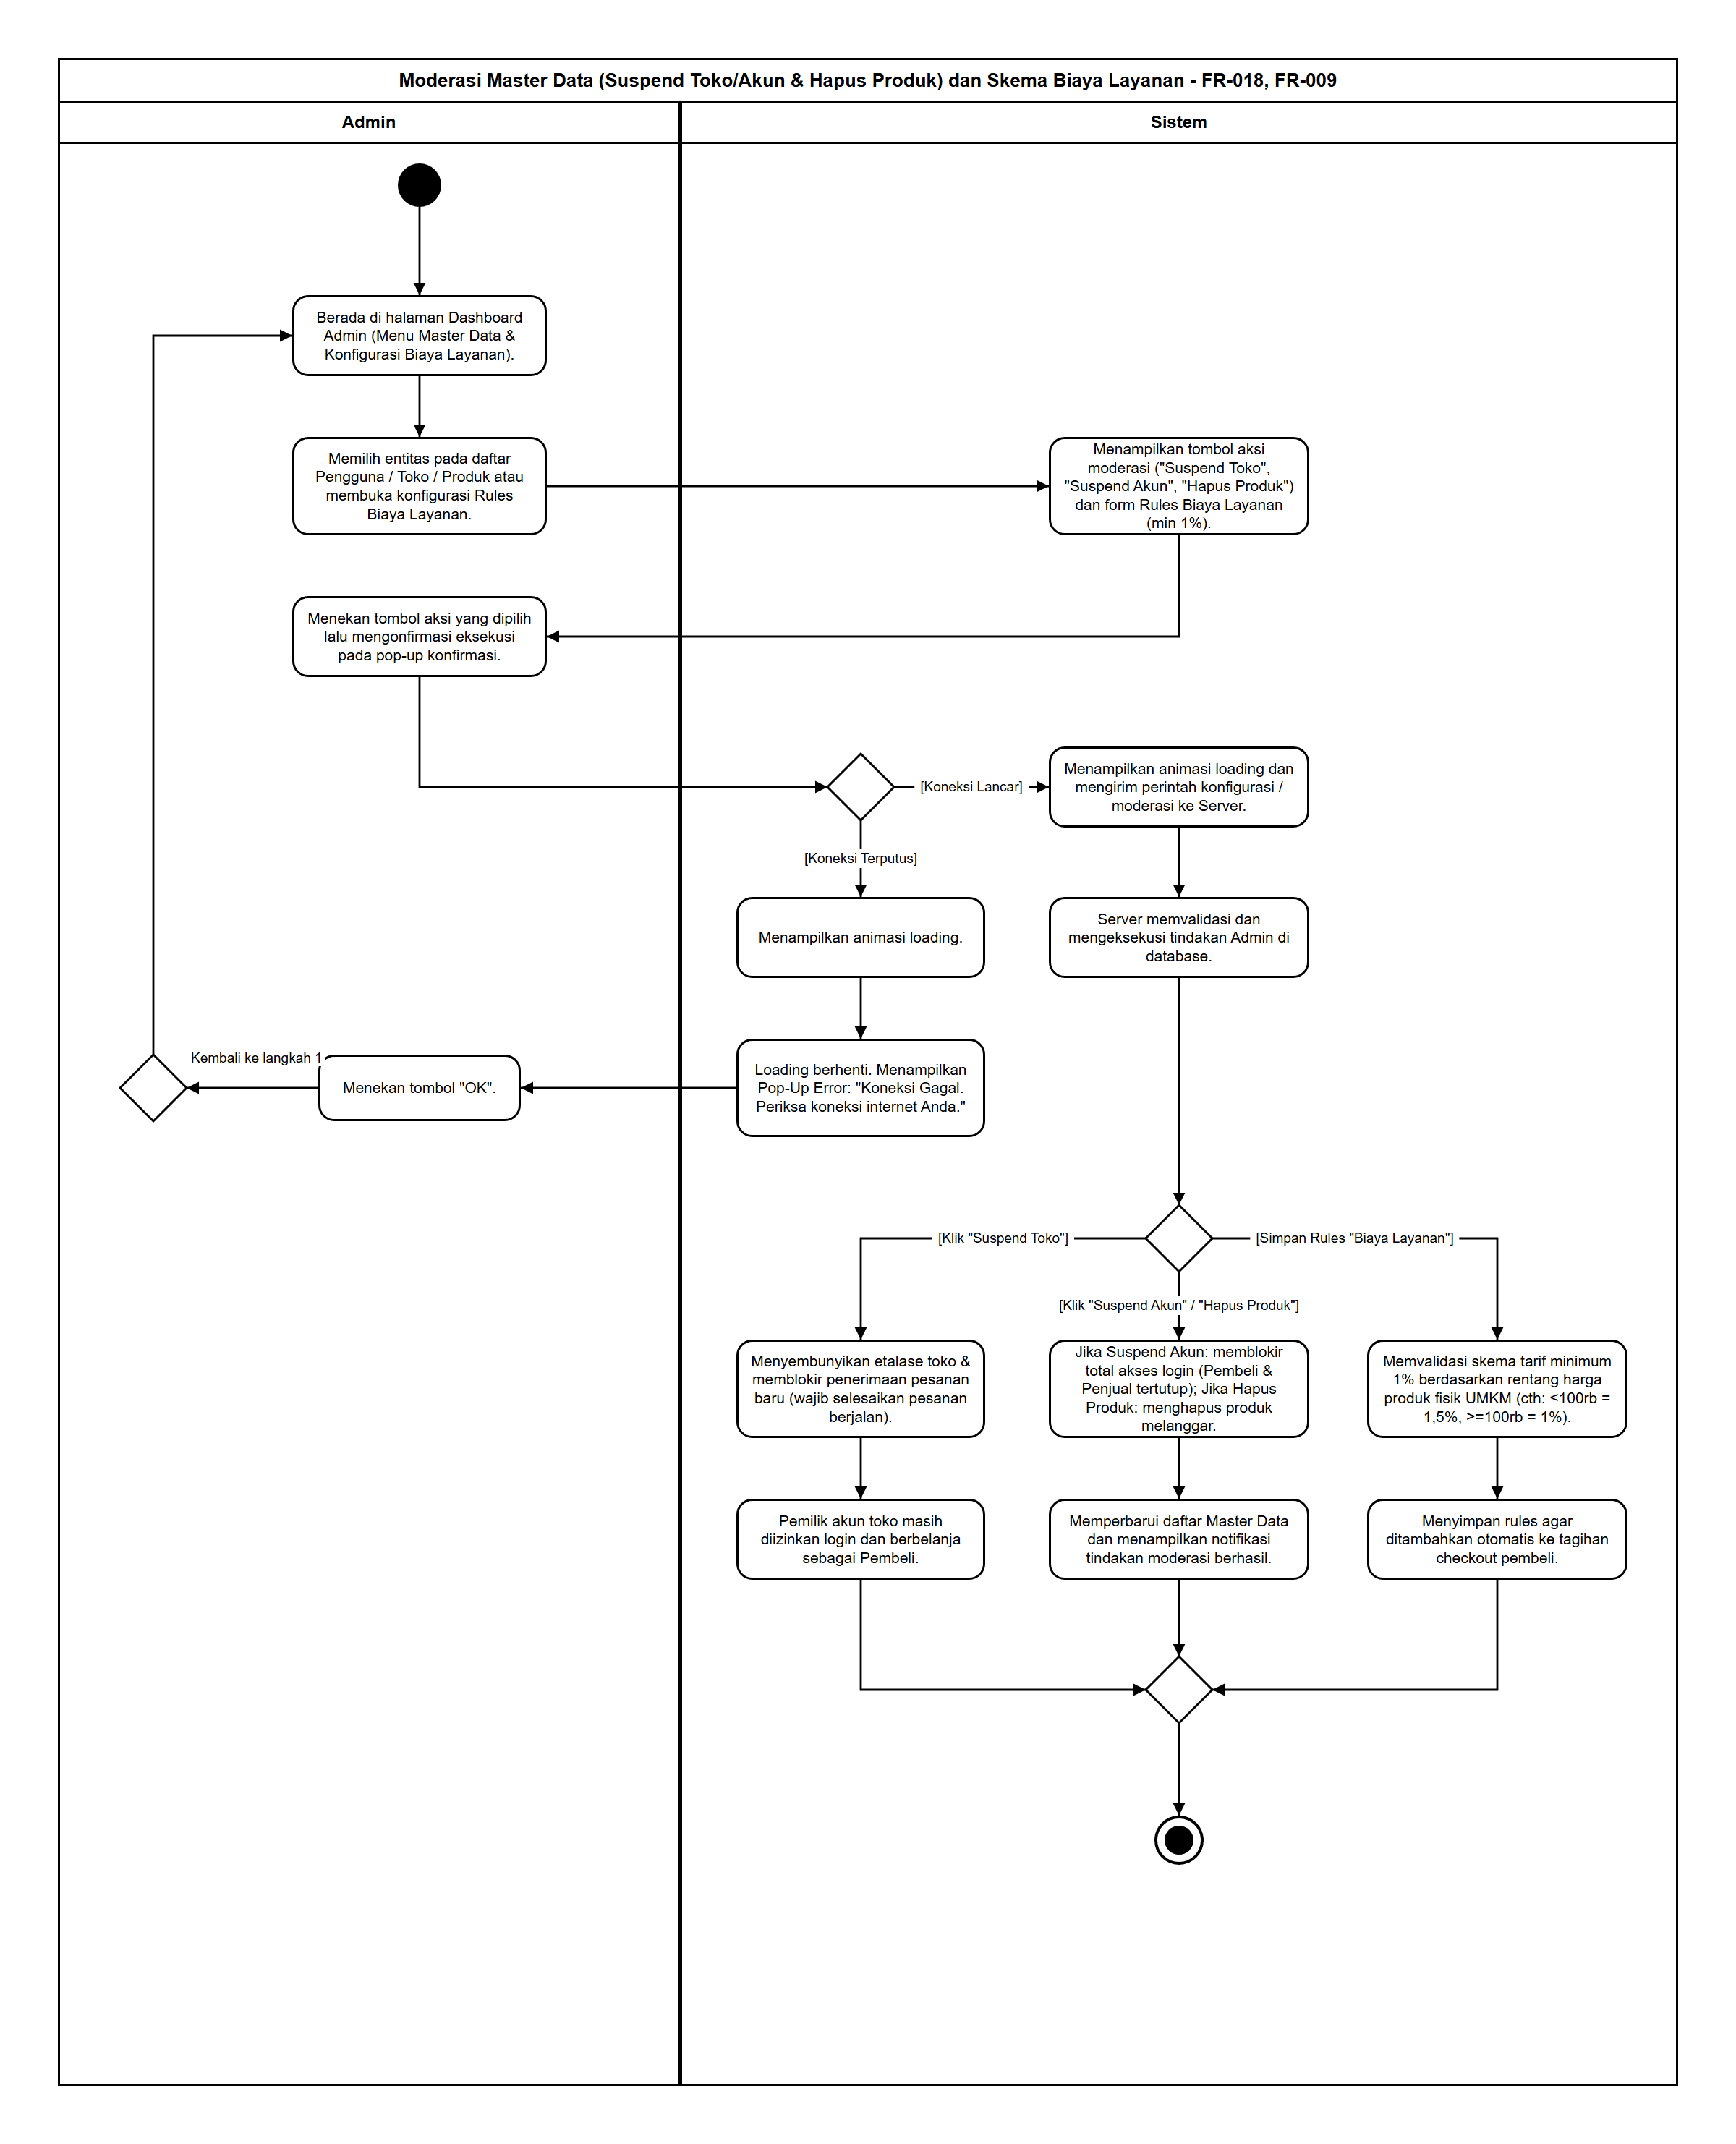 Moderasi Master Data (Suspend Toko/Akun & Hapus Produk) dan Skema Biaya Layanan - FR-018, FR-009
Admin
Sistem
Berada di halaman Dashboard
Admin (Menu Master Data &
Konfigurasi Biaya Layanan).
Memilih entitas pada daftar
Pengguna / Toko / Produk atau
membuka konfigurasi Rules
Biaya Layanan.
Menampilkan tombol aksi
moderasi ("Suspend Toko",
"Suspend Akun", "Hapus Produk")
dan form Rules Biaya Layanan
(min 1%).
Menekan tombol aksi yang dipilih
lalu mengonfirmasi eksekusi
pada pop-up konfirmasi.
[Koneksi Lancar]
Menampilkan animasi loading dan
mengirim perintah konfigurasi /
moderasi ke Server.
[Koneksi Terputus]
Menampilkan animasi loading.
Server memvalidasi dan
mengeksekusi tindakan Admin di
database.
Kembali ke langkah 1
Menekan tombol "OK".
Loading berhenti. Menampilkan
Pop-Up Error: "Koneksi Gagal.
Periksa koneksi internet Anda."
[Klik "Suspend Toko"]
[Simpan Rules "Biaya Layanan"]
[Klik "Suspend Akun" / "Hapus Produk"]
Menyembunyikan etalase toko &
memblokir penerimaan pesanan
baru (wajib selesaikan pesanan
berjalan).
Jika Suspend Akun: memblokir
total akses login (Pembeli &
Penjual tertutup); Jika Hapus
Produk: menghapus produk
melanggar.
Memvalidasi skema tarif minimum
1% berdasarkan rentang harga
produk fisik UMKM (cth: <100rb =
1,5%, >=100rb = 1%).
Pemilik akun toko masih
diizinkan login dan berbelanja
sebagai Pembeli.
Memperbarui daftar Master Data
dan menampilkan notifikasi
tindakan moderasi berhasil.
Menyimpan rules agar
ditambahkan otomatis ke tagihan
checkout pembeli.